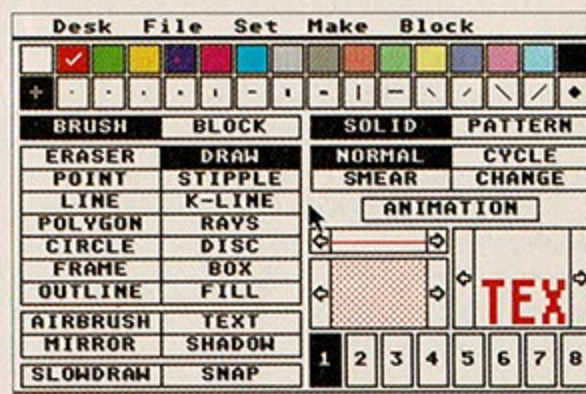 Desk File Set Make Block
BRUSH BLOCK SOLID PATTERN
ERASER DRAW NORMAL CYCLE
POINT STIPPLE SMEAR CHANGE
LINE K-LINE ANIMATION
POLYGON RAYS
CIRCLE DISC
FRAME BOX
OUTLINE FILL TEX
AIRBRUSH TEXT
MIRROR SHADOW
SLOWDRAW SNAP 1 2 3 4 5 6 7 8